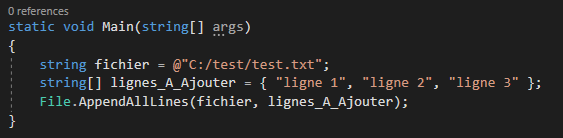 0 references
static void Main(string[] args)
{
    string fichier = @"C:/test/test.txt";
    string[] lignes_A_Ajouter = { "ligne 1", "ligne 2", "ligne 3" };
    File.AppendAllLines(fichier, lignes_A_Ajouter);
}